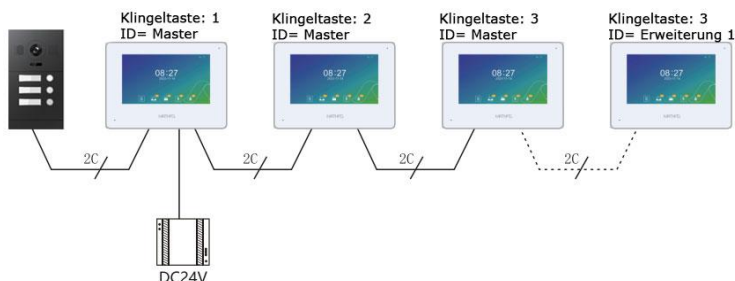 Klingeltaste: 1
ID= Master
Klingeltaste: 2
ID= Master
Klingeltaste: 3
ID= Master
Klingeltaste: 3
ID= Erweiterung 1
08:27
08:27
08:27
08:27
2C
2C
2C
2C
DC24V